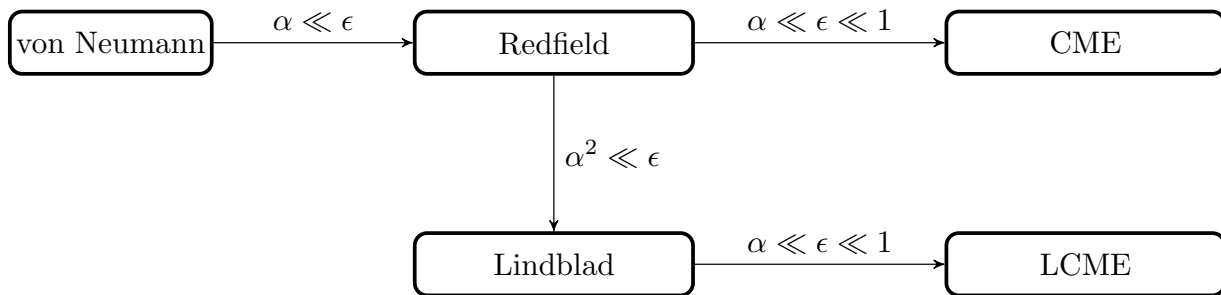 von Neumann
α ≪ ϵ
Redfield
α ≪ ϵ ≪ 1
CME
α² ≪ ϵ
Lindblad
α ≪ ϵ ≪ 1
LCME